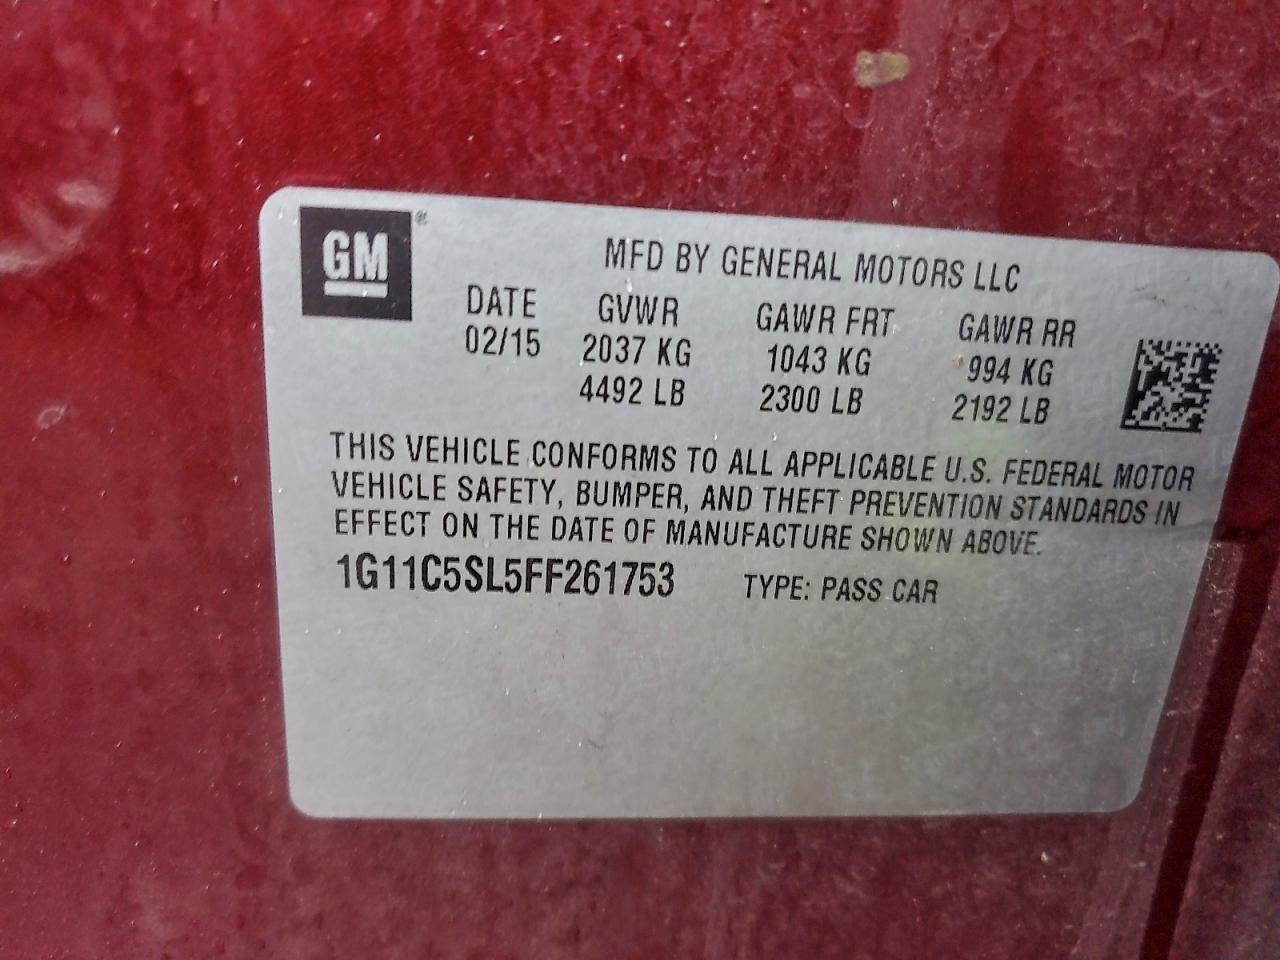 GM®
MFD BY GENERAL MOTORS LLC
DATE GVWR GAWR FRT GAWR RR
02/15 2037 KG 1043 KG 994 KG
4492 LB 2300 LB 2192 LB
THIS VEHICLE CONFORMS TO ALL APPLICABLE U.S. FEDERAL MOTOR
VEHICLE SAFETY, BUMPER, AND THEFT PREVENTION STANDARDS IN
EFFECT ON THE DATE OF MANUFACTURE SHOWN ABOVE.
1G11C5SL5FF261753 TYPE: PASS CAR